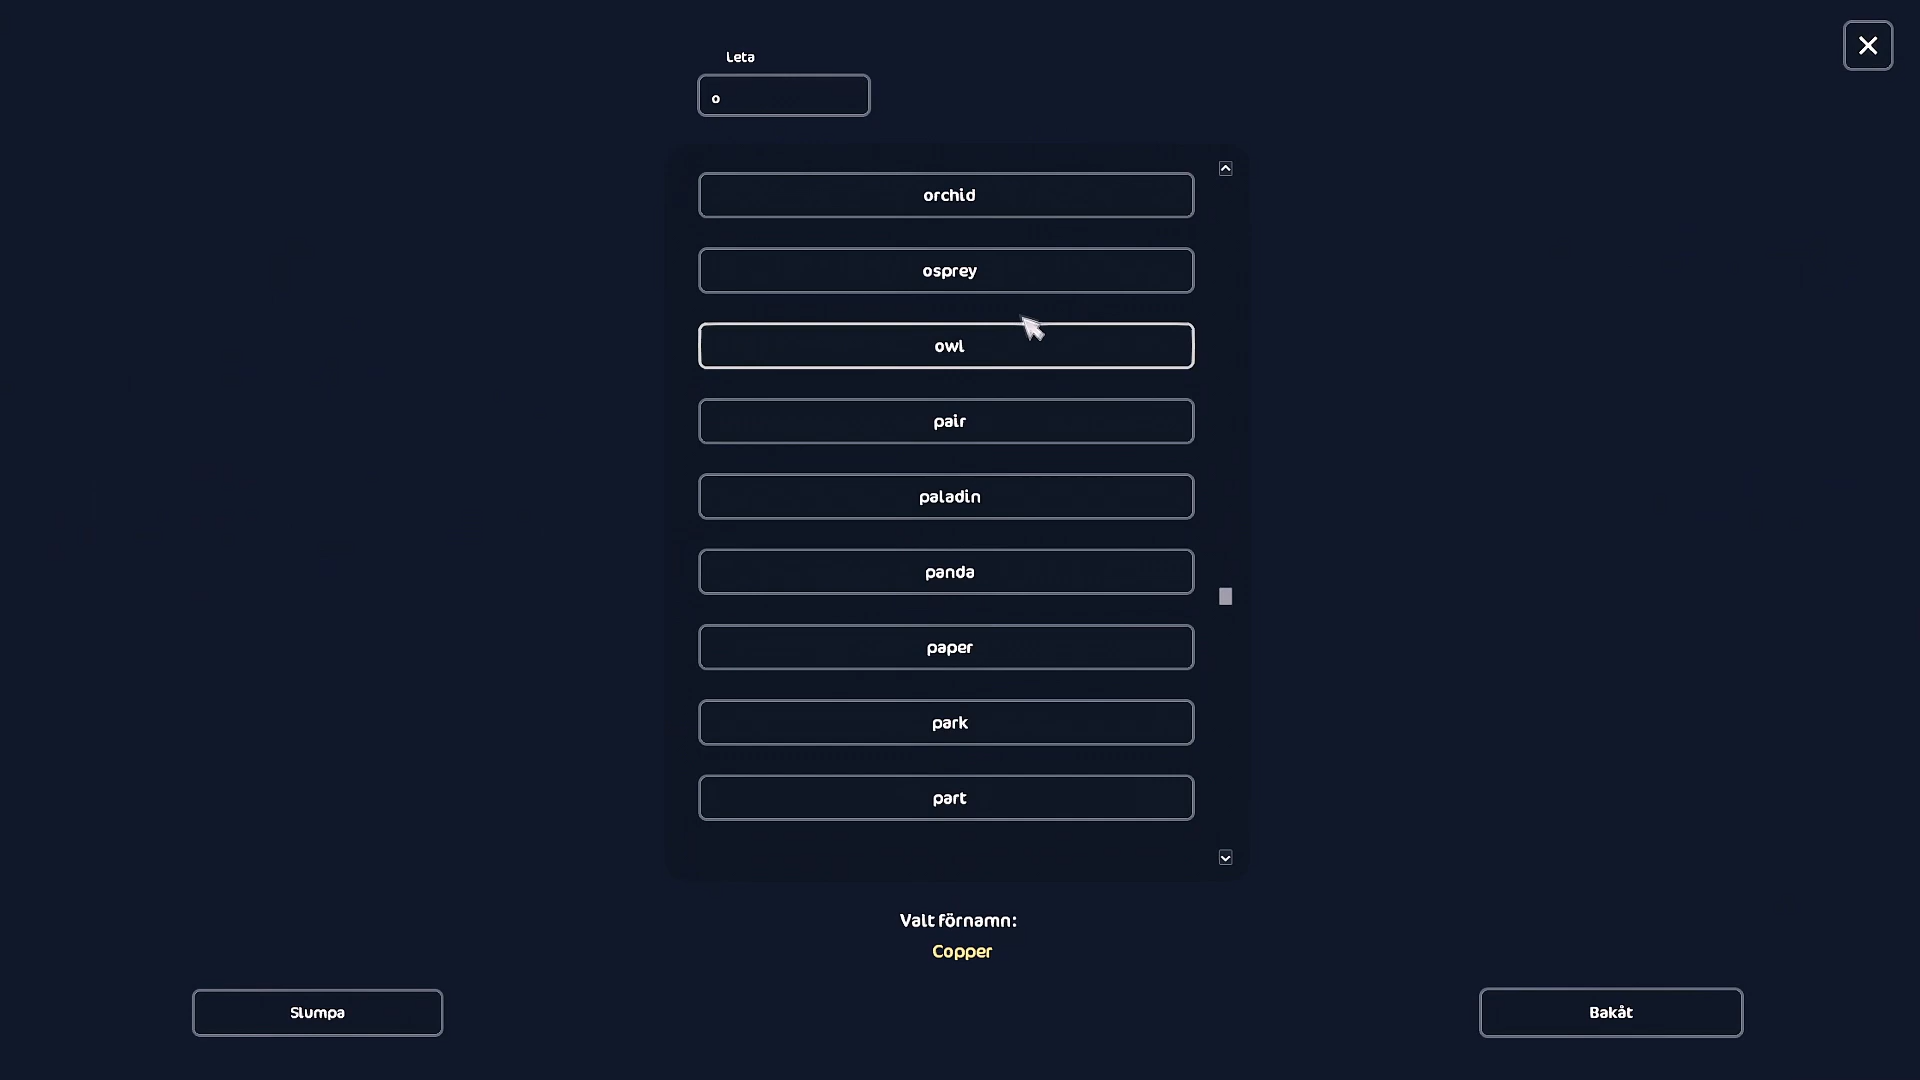 Leta
o
orchid
osprey
owl
pair
paladin
panda
paper
park
part
Valt förnamn:
Copper
Slumpa
Bakåt